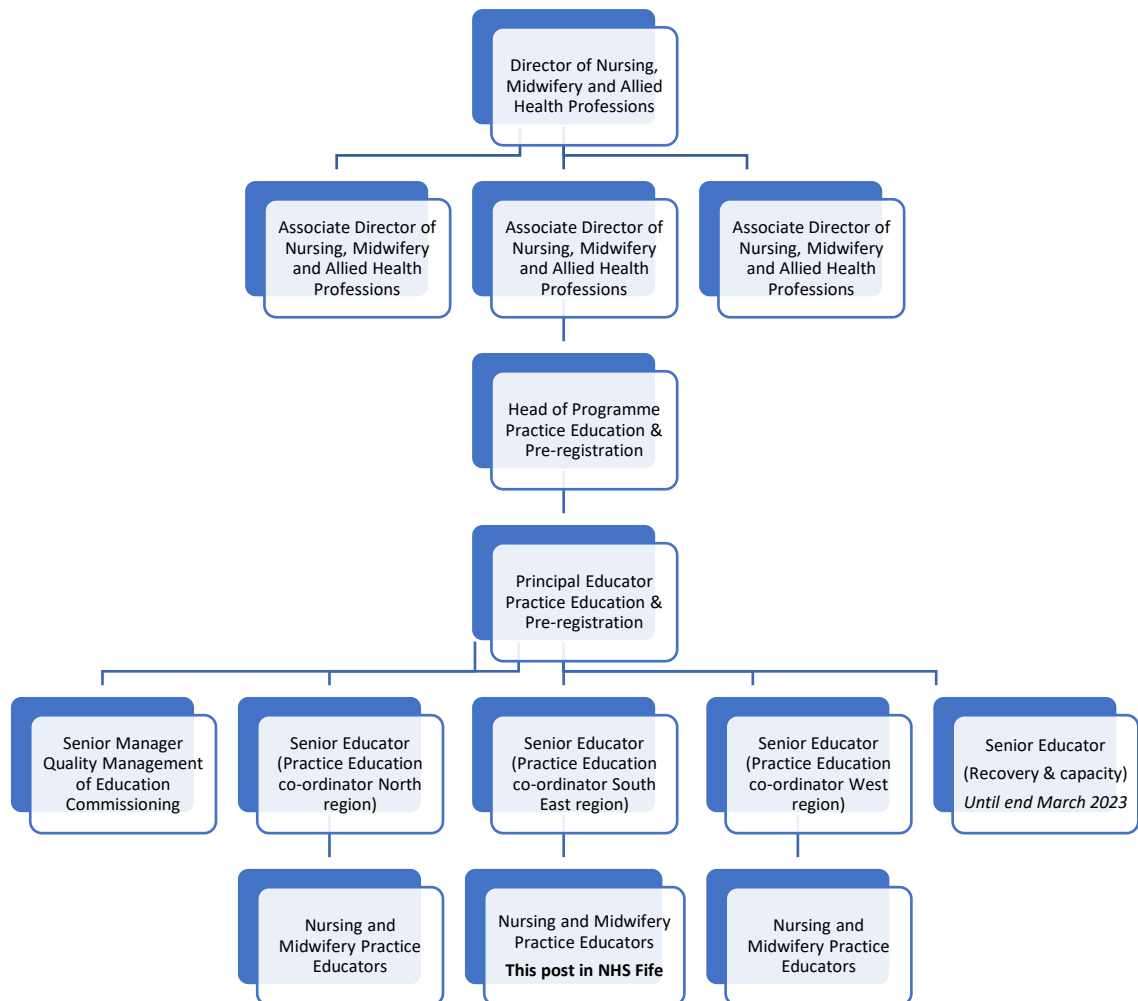 Director of Nursing,
Midwifery and Allied
Health Professions
Associate Director of
Nursing, Midwifery
and Allied Health
Professions
Associate Director of
Nursing, Midwifery
and Allied Health
Professions
Associate Director of
Nursing, Midwifery
and Allied Health
Professions
Head of Programme
Practice Education &
Pre-registration
Principal Educator
Practice Education &
Pre-registration
Senior Manager
Quality Management
of Education
Commissioning
Senior Educator
(Practice Education
co-ordinator North
region)
Senior Educator
(Practice Education
co-ordinator South
East region)
Senior Educator
(Practice Education
co-ordinator West
region)
Senior Educator
(Recovery & capacity)
Until end March 2023
Nursing and
Midwifery Practice
Educators
Nursing and Midwifery
Practice Educators
This post in NHS Fife
Nursing and
Midwifery Practice
Educators